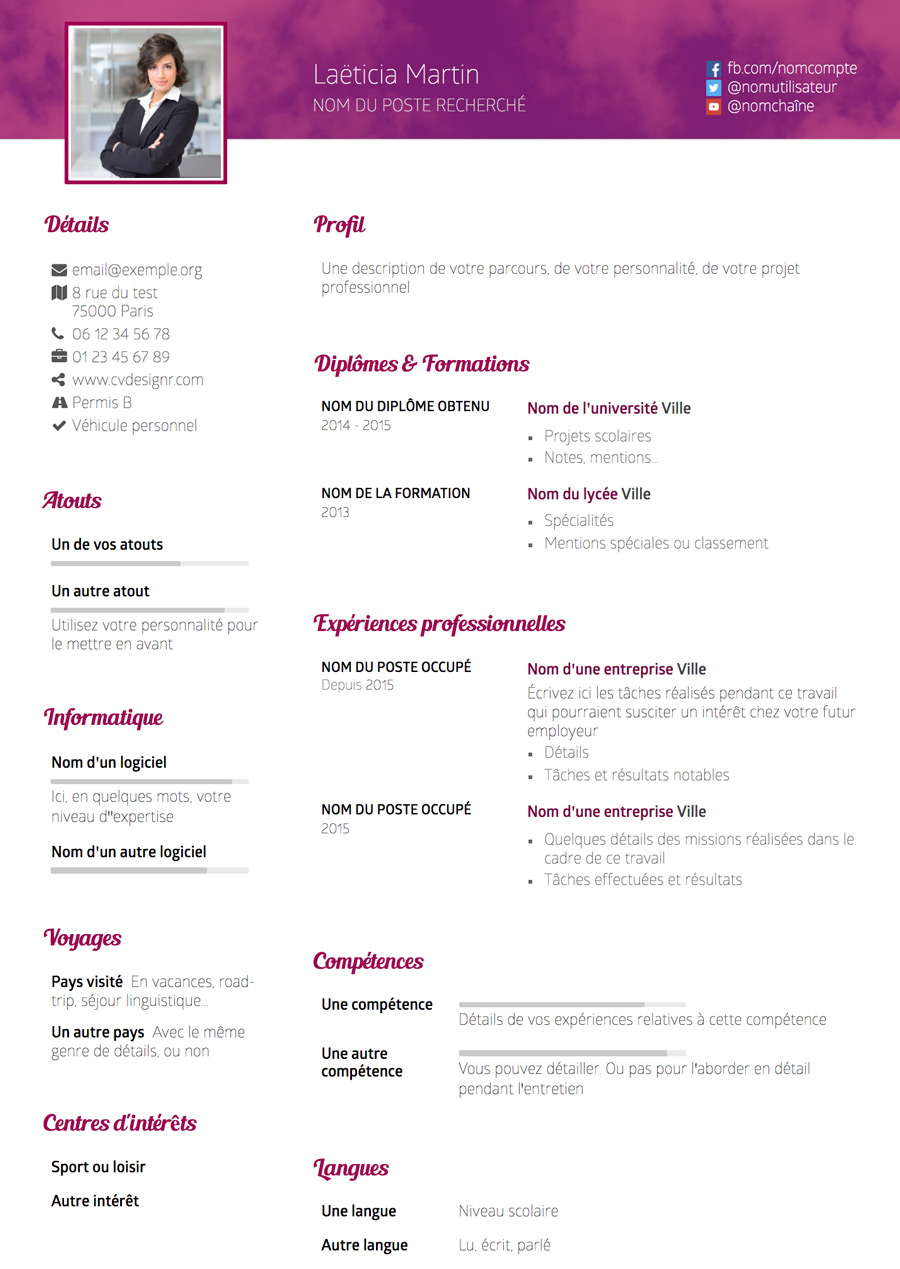 Laëticia Martin
NOM DU POSTE RECHERCHÉ
fb.com/nomcompte
@nomutilisateur
@nomchaîne
Détails
email@exemple.org
8 rue du test
75000 Paris
06 12 34 56 78
01 23 45 67 89
www.cvdesignr.com
Permis B
Véhicule personnel
Atouts
Un de vos atouts
Un autre atout
Utilisez votre personnalité pour
le mettre en avant
Informatique
Nom d'un logiciel
Ici, en quelques mots, votre
niveau d"expertise
Nom d'un autre logiciel
Voyages
Pays visité En vacances, road-
trip, séjour linguistique...
Un autre pays Avec le même
genre de détails, ou non
Centres d'intérêts
Sport ou loisir
Autre intérêt
Profil
Une description de votre parcours, de votre personnalité, de votre projet
professionnel
Diplômes & Formations
NOM DU DIPLÔME OBTENU
2014 - 2015
Nom de l'université Ville
Projets scolaires
Notes, mentions...
NOM DE LA FORMATION
2013
Nom du lycée Ville
Spécialités
Mentions spéciales ou classement
Expériences professionnelles
NOM DU POSTE OCCUPÉ
Depuis 2015
Nom d'une entreprise Ville
Écrivez ici les tâches réalisés pendant ce travail
qui pourraient susciter un intérêt chez votre futur
employeur
Détails
Tâches et résultats notables
NOM DU POSTE OCCUPÉ
2015
Nom d'une entreprise Ville
Quelques détails des missions réalisées dans le
cadre de ce travail
Tâches effectuées et résultats
Compétences
Une compétence
Détails de vos expériences relatives à cette compétence
Une autre
compétence
Vous pouvez détailler. Ou pas pour l'aborder en détail
pendant l'entretien
Langues
Une langue Niveau scolaire
Autre langue Lu, écrit, parlé